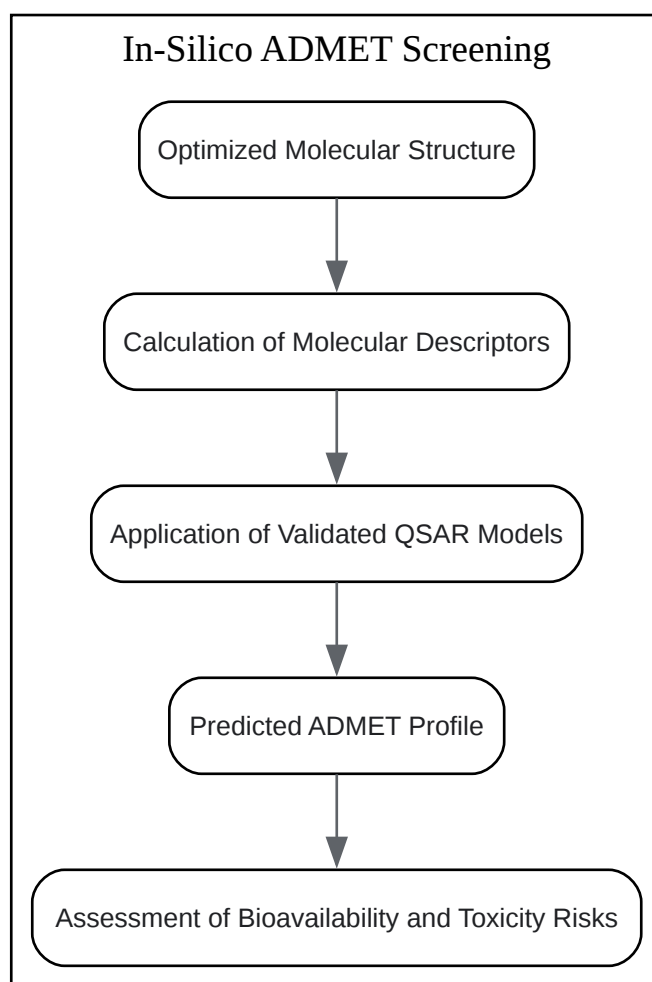 In-Silico ADMET Screening
Optimized Molecular Structure
Calculation of Molecular Descriptors
Application of Validated QSAR Models
Predicted ADMET Profile
Assessment of Bioavailability and Toxicity Risks